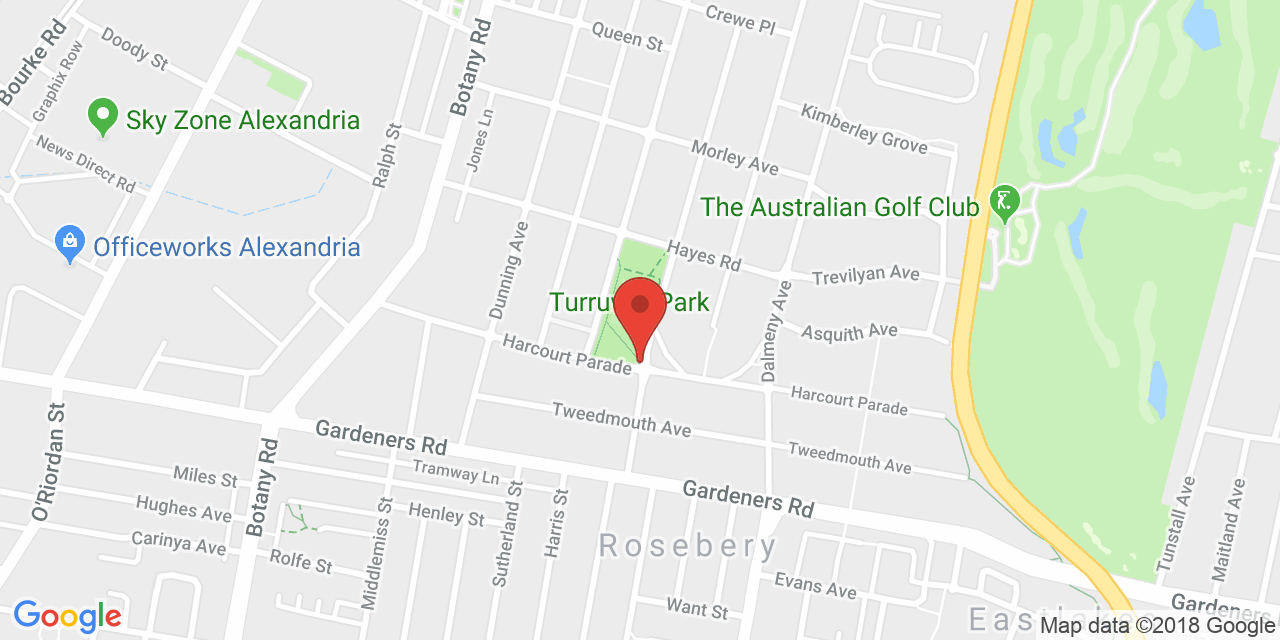 Crewe Pl
Queen St
Bourke Rd
Graphix Row
Doody St
Botany Rd
Sky Zone Alexandria
Jones Ln
Ralph St
Kimberley Grove
News Direct Rd
Morley Ave
The Australian Golf Club
Officeworks Alexandria
Dunning Ave
Hayes Rd
Trevilyan Ave
Park
Asquith Ave
Dalmeny Ave
Harcourt Parade
Harcourt Parade
Tweedmouth Ave
Tweedmouth Ave
O'Riordan St
Gardeners Rd
Botany Rd
Miles St
Tramway Ln
Hughes Ave
Henley St
Middlemiss St
Sutherland St
Harris St
Gardeners Rd
Carinya Ave
Rolfe St
Rosebery
Tunstall Ave
Maitland Ave
Evans Ave
Want St
Gardeners
Google
Map data ©2018 Google